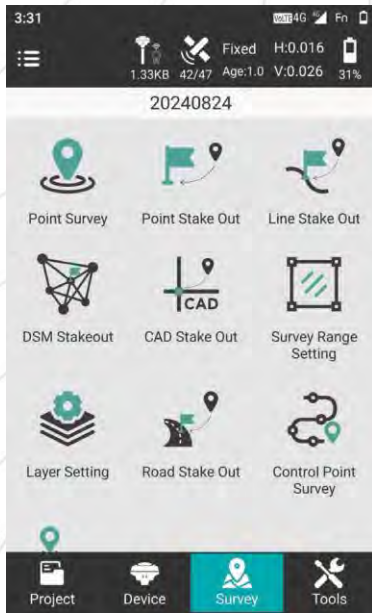 3:31
VoLTE 4G 4G Fn
Fixed H:0.016
1.33KB 42/47 Age:1.0 V:0.026 31%
20240824
Point Survey Point Stake Out Line Stake Out
CAD
DSM Stakeout CAD Stake Out Survey Range
Setting
Layer Setting Road Stake Out Control Point
Survey
Project Device Survey Tools